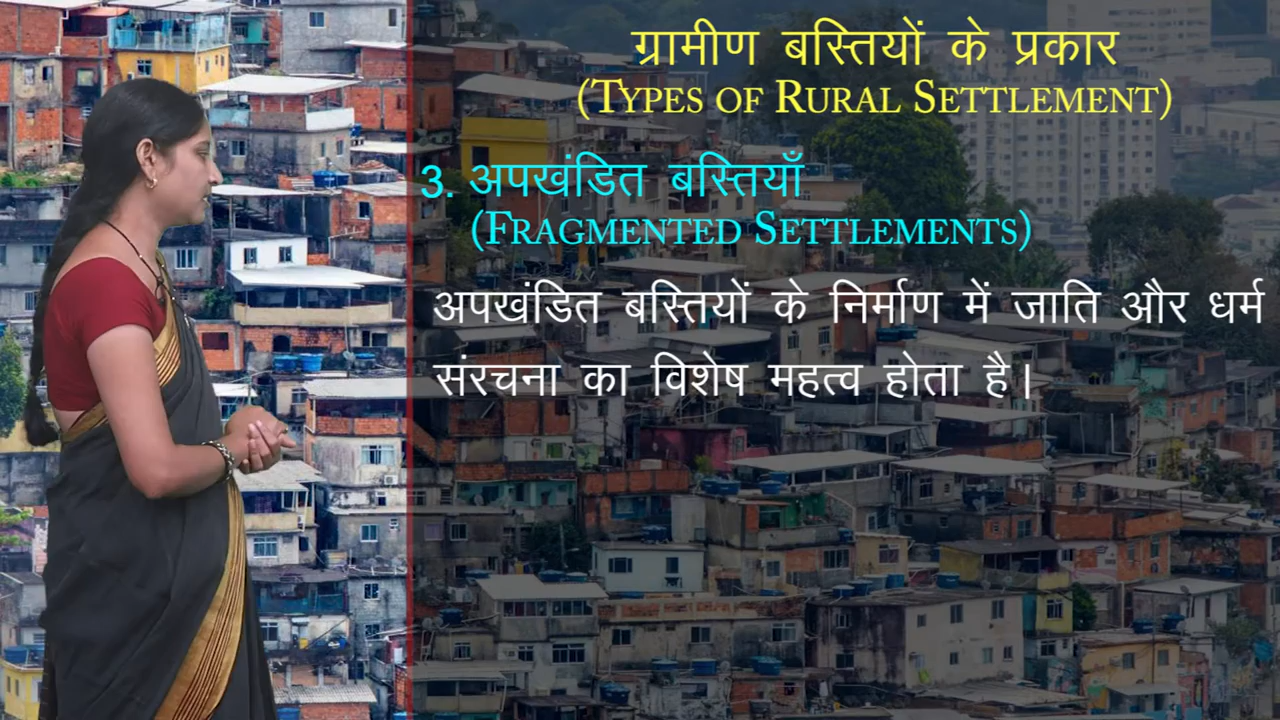 ग्रामीण बस्तियों के प्रकार
(TYPES OF RURAL SETTLEMENT)
3. अपखंडित बस्तियाँ
(FRAGMENTED SETTLEMENTS)
अपखंडित बस्तियों के निर्माण में जाति और धर्म
संरचना का विशेष महत्व होता है।